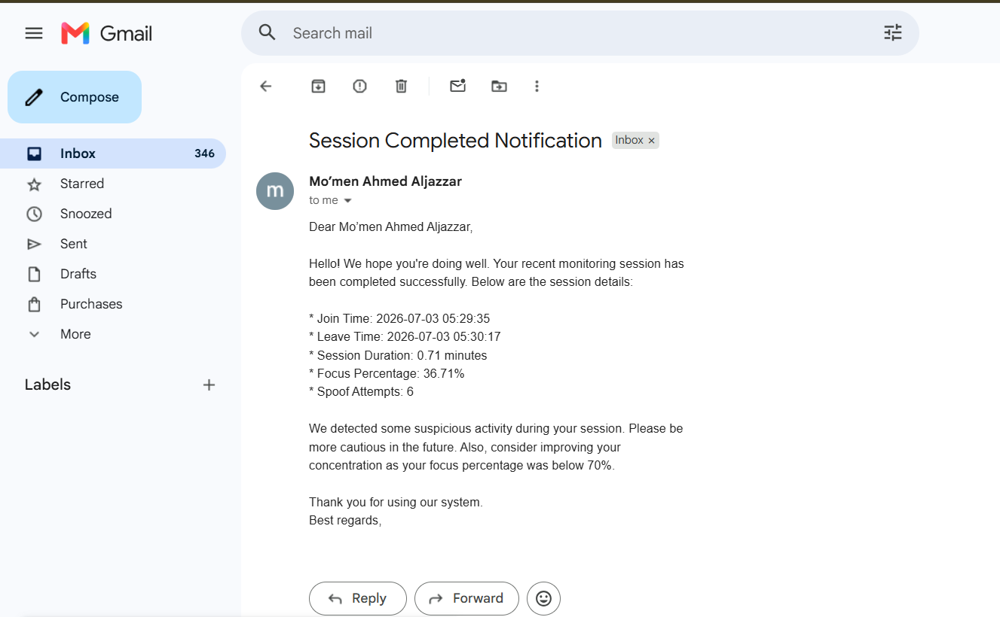 Gmail
Search mail
Compose
Inbox 346
Starred
Snoozed
Sent
Drafts
Purchases
More
Labels
Session Completed Notification Inbox ×
m
Mo’men Ahmed Aljazzar
to me
Dear Mo’men Ahmed Aljazzar,
Hello! We hope you're doing well. Your recent monitoring session has
been completed successfully. Below are the session details:
* Join Time: 2026-07-03 05:29:35
* Leave Time: 2026-07-03 05:30:17
* Session Duration: 0.71 minutes
* Focus Percentage: 36.71%
* Spoof Attempts: 6
We detected some suspicious activity during your session. Please be
more cautious in the future. Also, consider improving your
concentration as your focus percentage was below 70%.
Thank you for using our system.
Best regards,
Reply
Forward